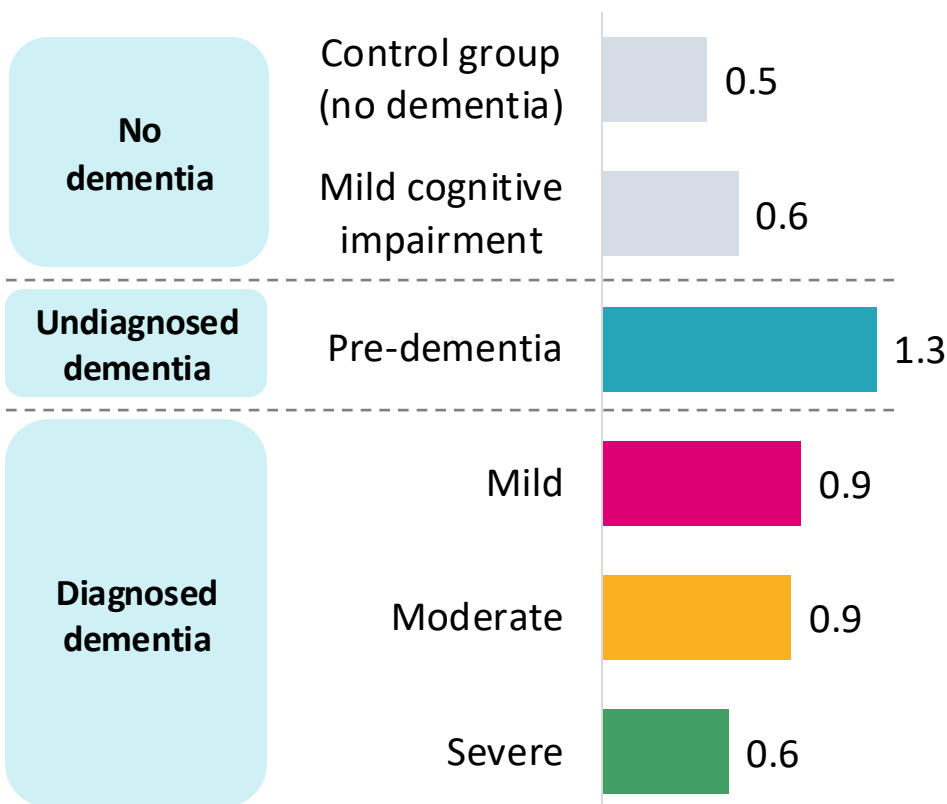 No
dementia
Control group
(no dementia)
0.5
Mild cognitive
impairment
0.6
Undiagnosed
dementia
Pre-dementia
1.3
Diagnosed
dementia
Mild
0.9
Moderate
0.9
Severe
0.6